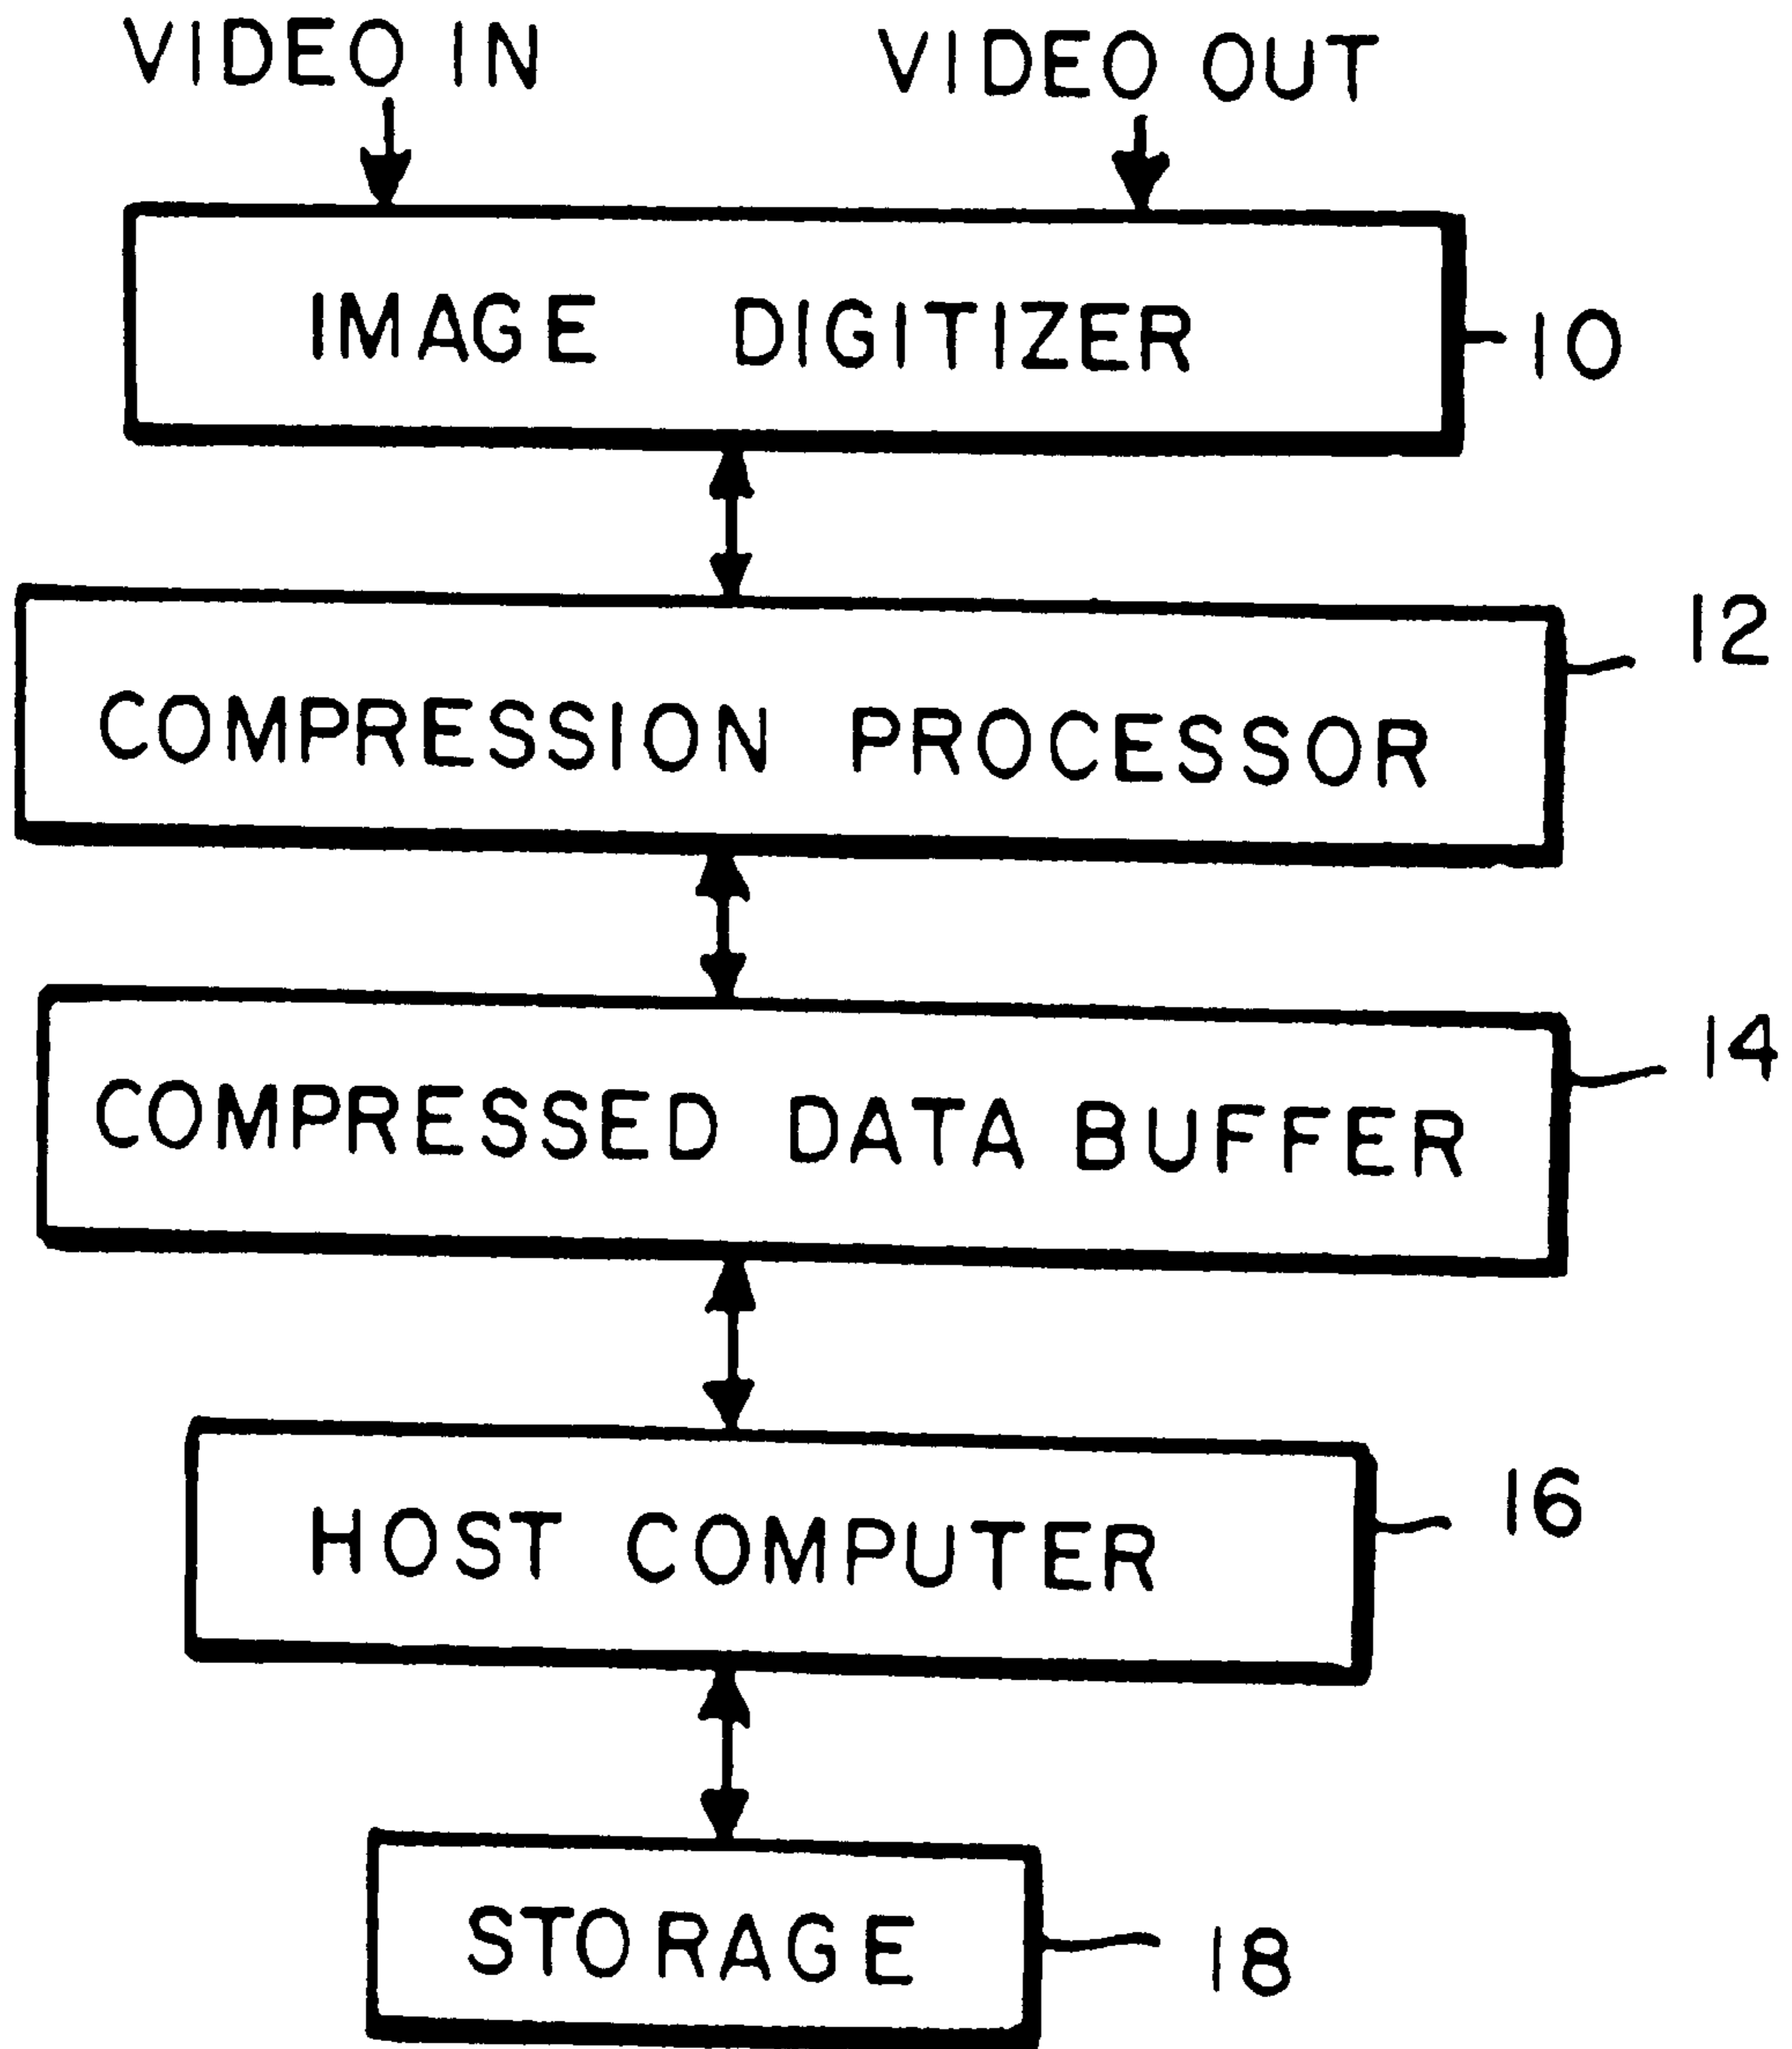 VIDEO IN
VIDEO OUT
IMAGE DIGITIZER
10
12
COMPRESSION PROCESSOR
14
COMPRESSED DATA BUFFER
16
HOST COMPUTER
STORAGE
18